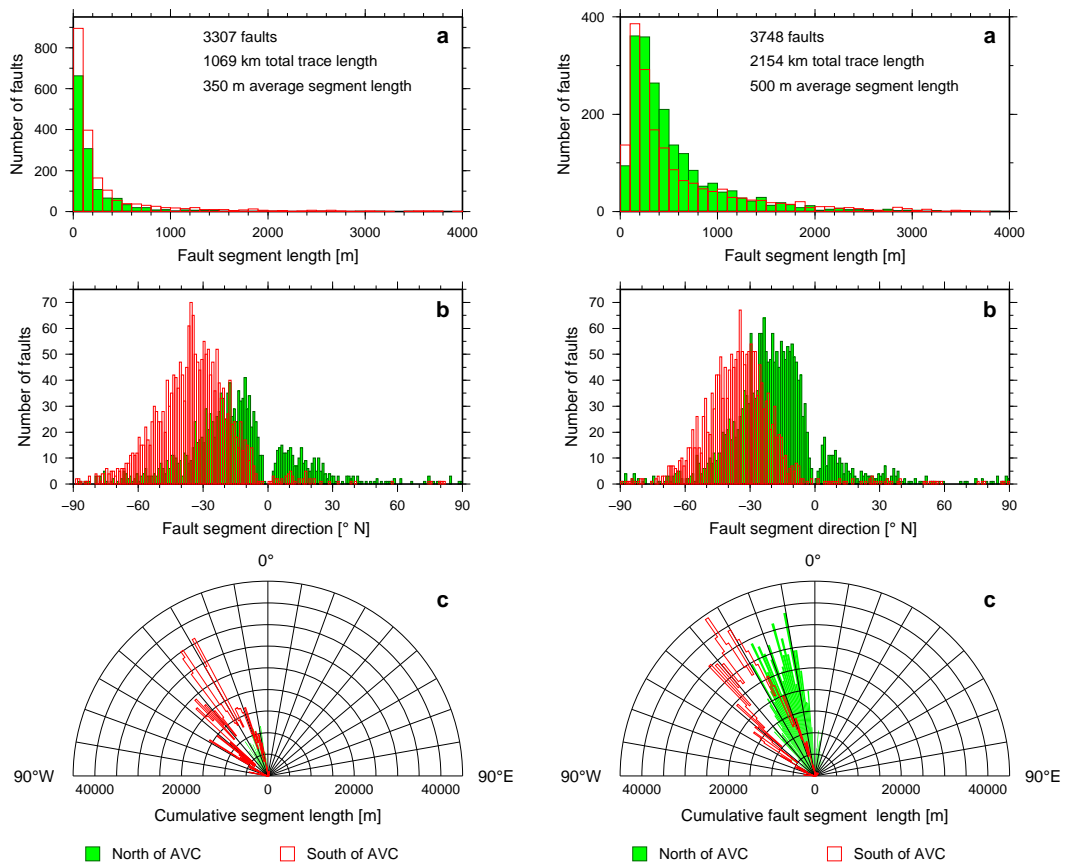 a
3307 faults
1069 km total trace length
350 m average segment length
Number of faults
800
600
400
200
0
0 1000 2000 3000 4000
Fault segment length [m]
a
3748 faults
2154 km total trace length
500 m average segment length
Number of faults
400
200
0
0 1000 2000 3000 4000
Fault segment length [m]
b
Number of faults
70
60
50
40
30
20
10
0
−90 −60 −30 0 30 60 90
Fault segment direction [° N]
b
Number of faults
70
60
50
40
30
20
10
0
−90 −60 −30 0 30 60 90
Fault segment direction [° N]
0°
c
90°W 90°E
40000 20000 0 20000 40000
Cumulative segment length [m]
North of AVC South of AVC
0°
c
90°W 90°E
40000 20000 0 20000 40000
Cumulative fault segment length [m]
North of AVC South of AVC